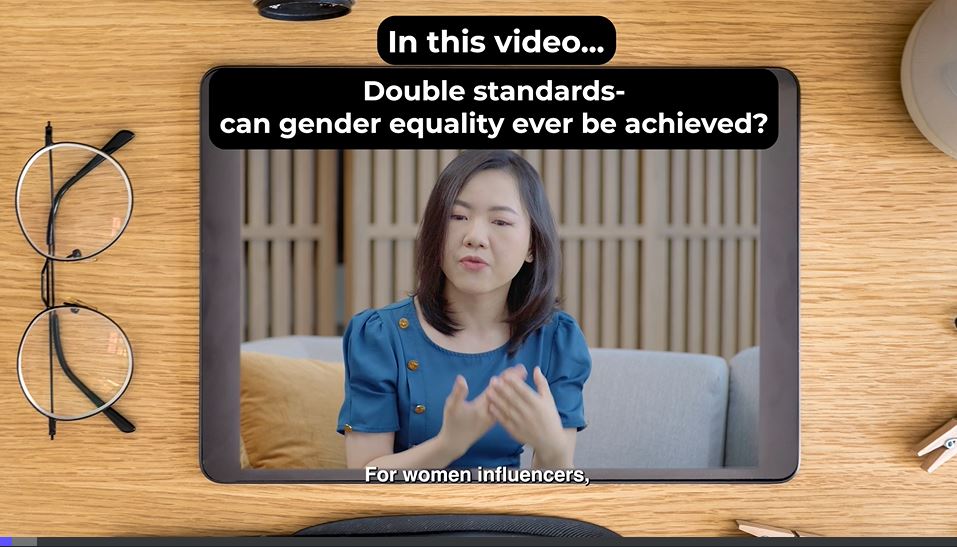 In this video...
Double standards-
can gender equality ever be achieved?
For women influencers,